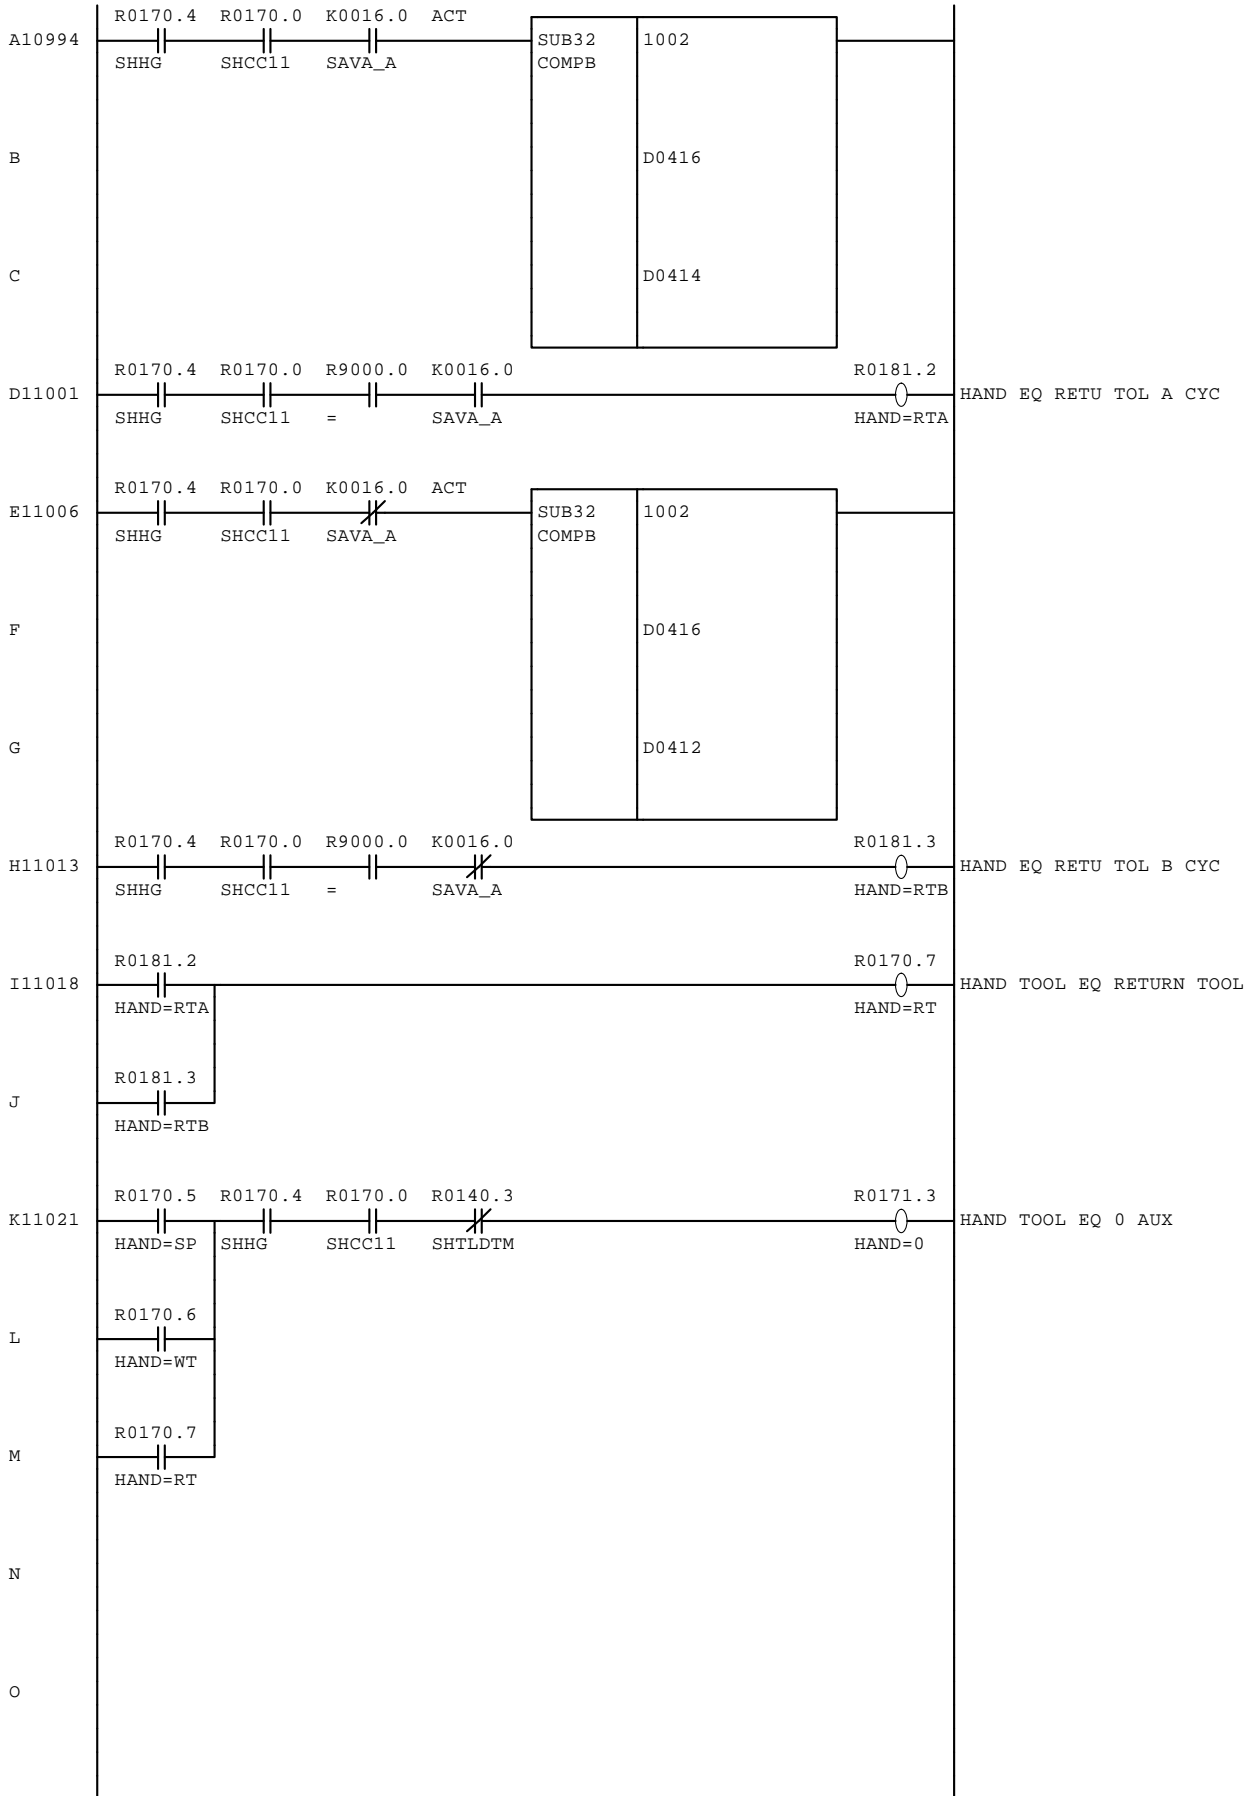 R0170.4 R0170.0 K0016.0 ACT
A10994 SUB32 1002
SHHG SHCC11 SAVA_A COMPB
B D0416
C D0414
R0170.4 R0170.0 R9000.0 K0016.0 R0181.2
D11001 HAND EQ RETU TOL A CYC
SHHG SHCC11 = SAVA_A HAND=RTA
R0170.4 R0170.0 K0016.0 ACT
E11006 SUB32 1002
SHHG SHCC11 SAVA_A COMPB
F D0416
G D0412
R0170.4 R0170.0 R9000.0 K0016.0 R0181.3
H11013 HAND EQ RETU TOL B CYC
SHHG SHCC11 = SAVA_A HAND=RTB
R0181.2 R0170.7
I11018 HAND TOOL EQ RETURN TOOL
HAND=RTA HAND=RT
R0181.3
J
HAND=RTB
R0170.5 R0170.4 R0170.0 R0140.3 R0171.3
K11021 HAND TOOL EQ 0 AUX
HAND=SP SHHG SHCC11 SHTLDTM HAND=0
R0170.6
L
HAND=WT
R0170.7
M
HAND=RT
N
O